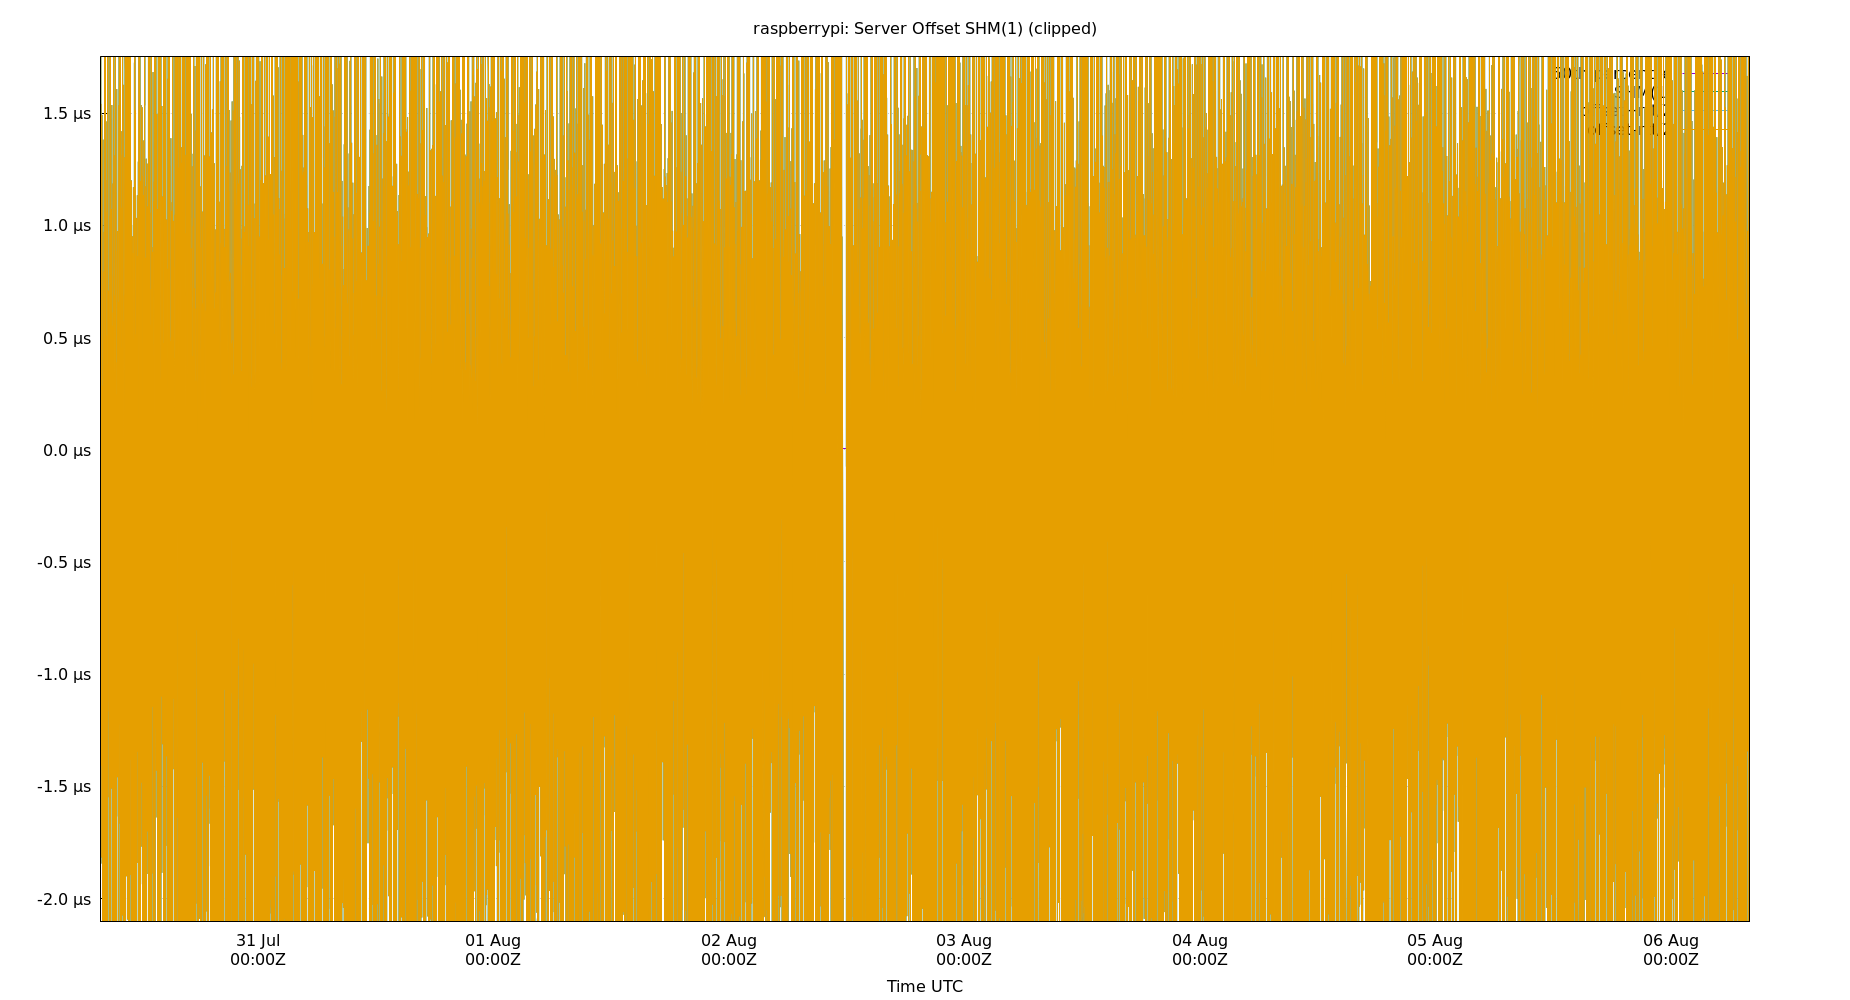 raspberrypi: Server Offset SHM(1) (clipped)
1.5 µs
1.0 µs
0.5 µs
0.0 µs
-0.5 µs
-1.0 µs
-1.5 µs
-2.0 µs
31 Jul 01 Aug 02 Aug 03 Aug 04 Aug 05 Aug 06 Aug
00:00Z 00:00Z 00:00Z 00:00Z 00:00Z 00:00Z 00:00Z
Time UTC